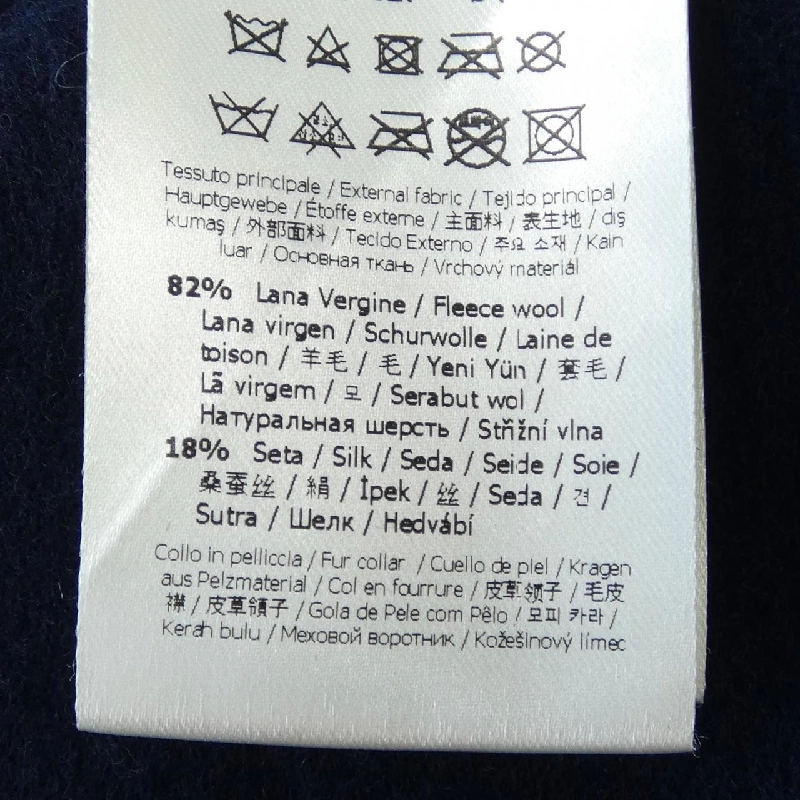 Tessuto principale / External fabric / Tejido principal /
Hauptgewebe / Étoffe externe / 主面料 / 表生地 / dış
kumaş / 外部面料 / Tecido Externo / 주요 소재 / Kain
luar / Основная ткань / Vrchový materiál
82% Lana Vergine / Fleece wool /
Lana virgen / Schurwolle / Laine de
toison / 羊毛 / 毛 / Yeni Yün / 套毛 /
Lã virgem / 모 / Serabut wol /
Натуральная шерсть / Střižní vlna
18% Seta / Silk / Seda / Seide / Soie /
桑蚕丝 / 絹 / İpek / 丝 / Seda / 견 /
Sutra / Шелк / Hedvábí
Collo in pelliccia / Fur collar / Cuello de piel / Kragen
aus Pelzmaterial / Col en fourrure / 皮草领子 / 毛皮
襟 / 皮草領子 / Gola de Pele com Pêlo / 모피 카라 /
Kerah bulu / Меховой воротник / Kožešinový límec